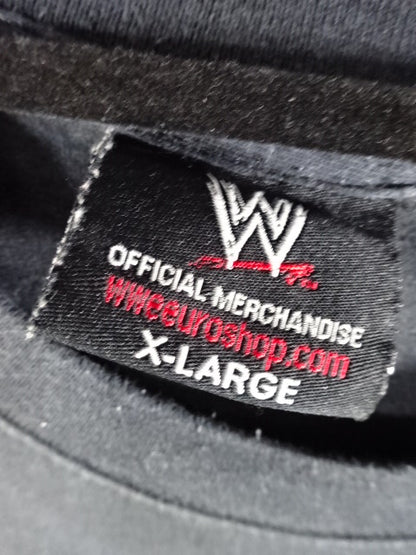 W
OFFICIAL MERCHANDISE
wweeuroshop.com
X-LARGE